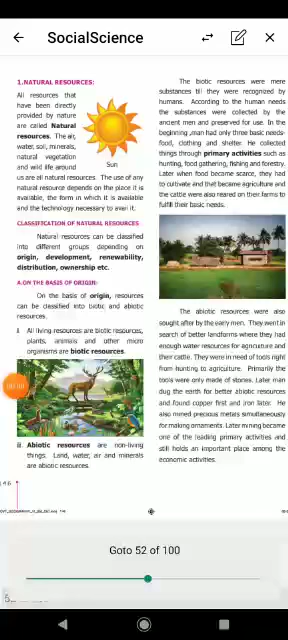 SocialScience
1.NATURAL RESOURCES:
All resources that
have been directly
provided by nature
are called Natural
resources. The air,
water, soil, minerals,
natural vegetation
and wild life around
Sun
us are all natural resources. The use of any
natural resource depends on the place it is
available, the form in which it is available
and the technology necessary to avail it.
CLASSIFICATION OF NATURAL RESOURCES
Natural resources can be classified
into different groups depending on
origin, development, renewability,
distribution, ownership etc.
A.ON THE BASIS OF ORIGIN:
On the basis of origin, resources
can be classified into biotic and abiotic
resources.
i. All living resources are biotic resources,
plants, animals and other micro
organisms are biotic resources.
00:00
ii. Abiotic resources are non-living
things. Land, water, air and minerals
are abiotic resources.
The biotic resources were mere
substances till they were recognized by
humans. According to the human needs
the substances were collected by the
ancient men and preserved for use. In the
beginning ,man had only three basic needs-
food, clothing and shelter. He collected
things through primary activities such as
hunting, food gathering, fishing and forestry.
Later when food became scarce, they had
to cultivate and that became agriculture and
the cattle were also reared on their farms to
fulfill their basic needs.
The abiotic resources were also
sought after by the early men. They went in
search of better landforms where they had
enough water resources for agriculture and
their cattle. They were in need of tools right
from hunting to agriculture. Primarily the
tools were only made of stones. Later man
dug the earth for better abiotic resources
and found copper first and iron later. He
also mined precious metals simultaneously
for making ornaments. Later mining became
one of the leading primary activities and
still holds an important place among the
economic activities.
Goto 52 of 100